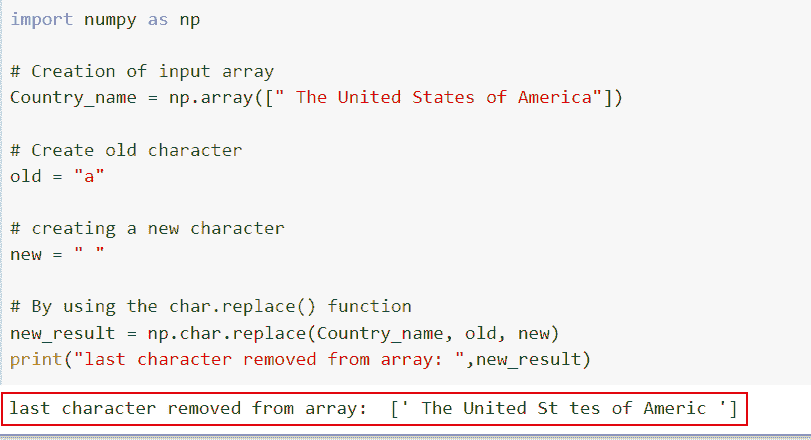 import numpy as np
# Creation of input array
Country_name = np.array([" The United States of America"])
# Create old character
old = "a"
# creating a new character
new = " "
# By using the char.replace() function
new_result = np.char.replace(Country_name, old, new)
print("last character removed from array: ",new_result)
last character removed from array:  [' The United St tes of Americ ']